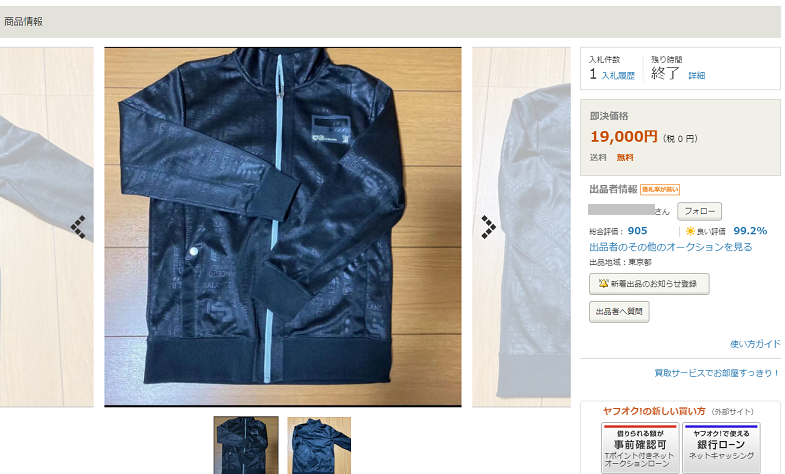 商品情報
入札件数
残り時間
1 入札履歴
終了 詳細
即決価格
19,000円（税 0 円）
送料 無料
出品者情報 落札率が高い
さん フォロー
総合評価： 905
良い評価 99.2%
出品者のその他のオークションを見る
出品地域：東京都
新着出品のお知らせ登録
出品者へ質問
使い方ガイド
買取サービスでお部屋すっきり！
ヤフオク!の新しい買い方（外部サイト）
借りられる額が
事前確認可
Tポイント付きネット
オークションローン
ヤフオク!で使える
銀行ローン
ネットキャッシング